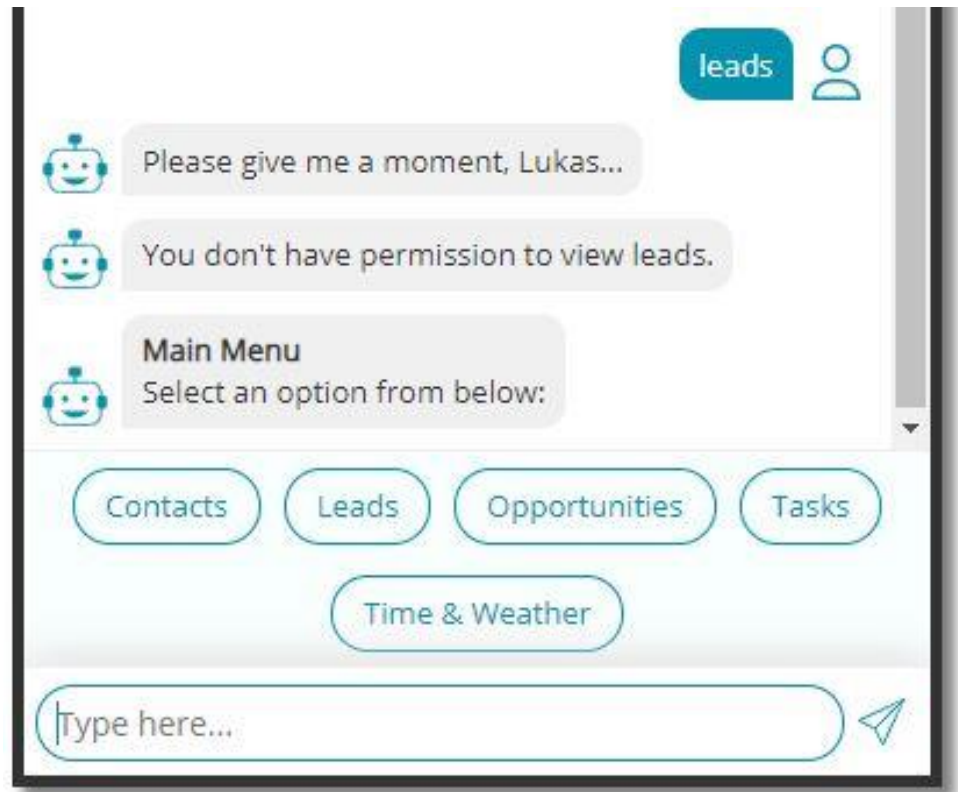 leads
Please give me a moment, Lukas...
You don't have permission to view leads.
Main Menu
Select an option from below:
Contacts
Leads
Opportunities
Tasks
Time & Weather
Type here...